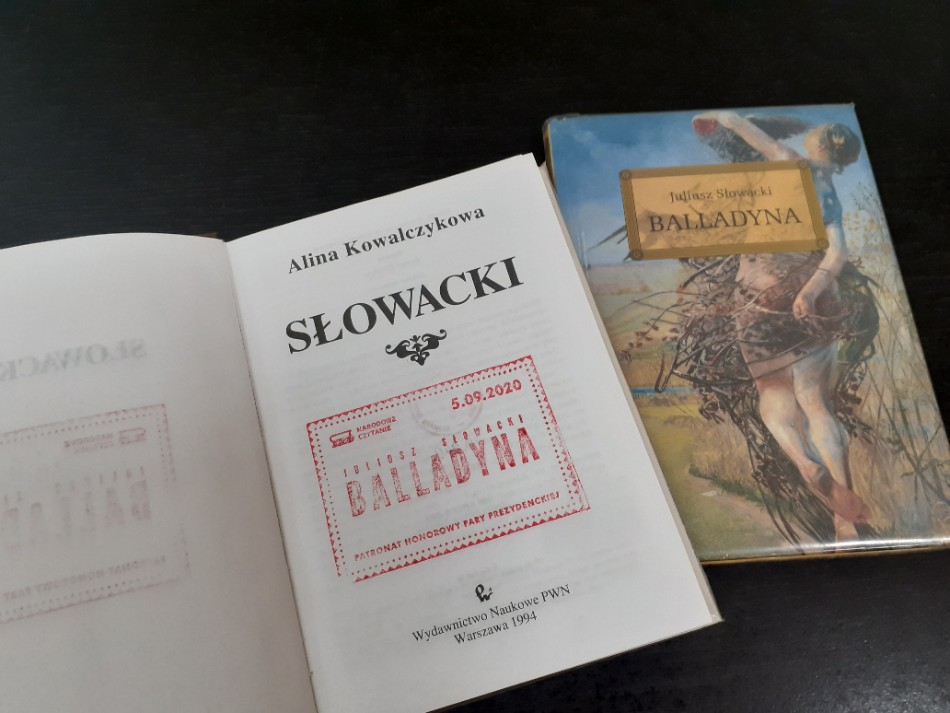 Alina Kowalczykowa
SŁOWACKI
5.09.2020
NARODOWE
CZYTANIE
JULIUSZ SŁOWACKI
BALLADYNA
PATRONAT HONOROWY PARY PREZYDENCKIEJ
Wydawnictwo Naukowe PWN
Warszawa 1994
Juliusz Słowacki
BALLADYNA